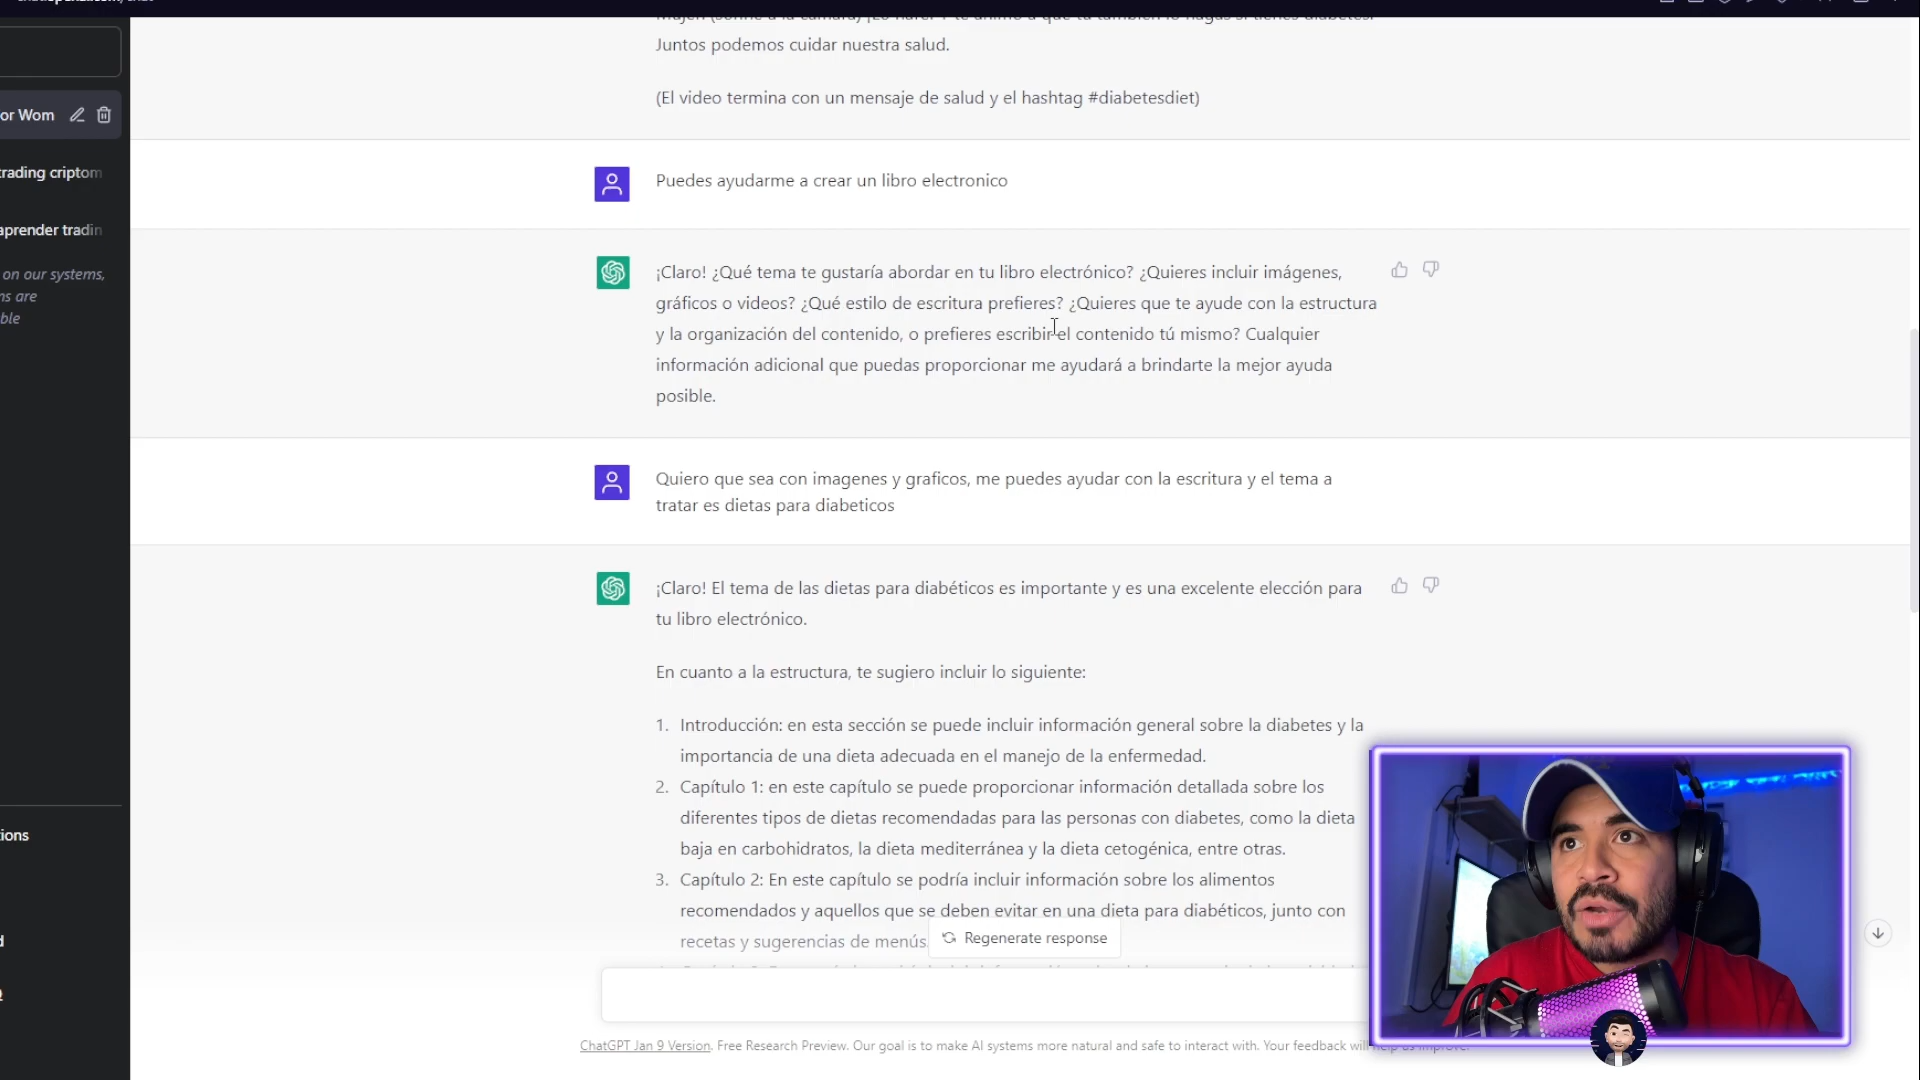 Juntos podemos cuidar nuestra salud.
(El video termina con un mensaje de salud y el hashtag #diabetesdiet)
or Wom
trading criptom
aprender tradin
on our systems,
ns are
ble
Puedes ayudarme a crear un libro electronico
¡Claro! ¿Qué tema te gustaría abordar en tu libro electrónico? ¿Quieres incluir imágenes,
gráficos o videos? ¿Qué estilo de escritura prefieres? ¿Quieres que te ayude con la estructura
y la organización del contenido, o prefieres escribir el contenido tú mismo? Cualquier
información adicional que puedas proporcionar me ayudará a brindarte la mejor ayuda
posible.
Quiero que sea con imagenes y graficos, me puedes ayudar con la escritura y el tema a
tratar es dietas para diabeticos
¡Claro! El tema de las dietas para diabéticos es importante y es una excelente elección para
tu libro electrónico.
En cuanto a la estructura, te sugiero incluir lo siguiente:
1. Introducción: en esta sección se puede incluir información general sobre la diabetes y la
importancia de una dieta adecuada en el manejo de la enfermedad.
2. Capítulo 1: en este capítulo se puede proporcionar información detallada sobre los
diferentes tipos de dietas recomendadas para las personas con diabetes, como la dieta
baja en carbohidratos, la dieta mediterránea y la dieta cetogénica, entre otras.
3. Capítulo 2: En este capítulo se podría incluir información sobre los alimentos
recomendados y aquellos que se deben evitar en una dieta para diabéticos, junto con
recetas y sugerencias de menús.
tions
d
Regenerate response
ChatGPT Jan 9 Version. Free Research Preview. Our goal is to make AI systems more natural and safe to interact with. Your feedback will help us improve.